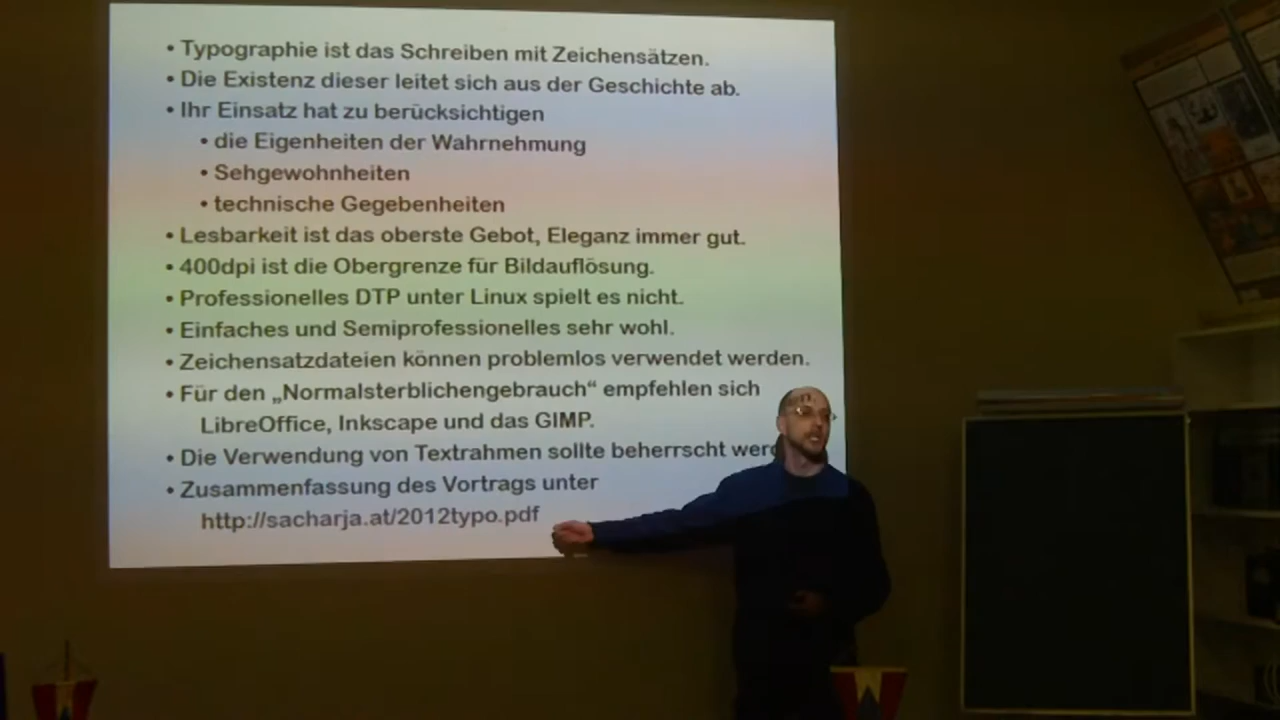 • Typographie ist das Schreiben mit Zeichensätzen.
• Die Existenz dieser leitet sich aus der Geschichte ab.
• Ihr Einsatz hat zu berücksichtigen
• die Eigenheiten der Wahrnehmung
• Sehgewohnheiten
• technische Gegebenheiten
• Lesbarkeit ist das oberste Gebot, Eleganz immer gut.
• 400dpi ist die Obergrenze für Bildauflösung.
• Professionelles DTP unter Linux spielt es nicht.
• Einfaches und Semiprofessionelles sehr wohl.
• Zeichensatzdateien können problemlos verwendet werden.
• Für den „Normalsterblichengebrauch“ empfehlen sich
LibreOffice, Inkscape und das GIMP.
• Die Verwendung von Textrahmen sollte beherrscht
• Zusammenfassung des Vortrags unter
http://sacharja.at/2012typo.pdf